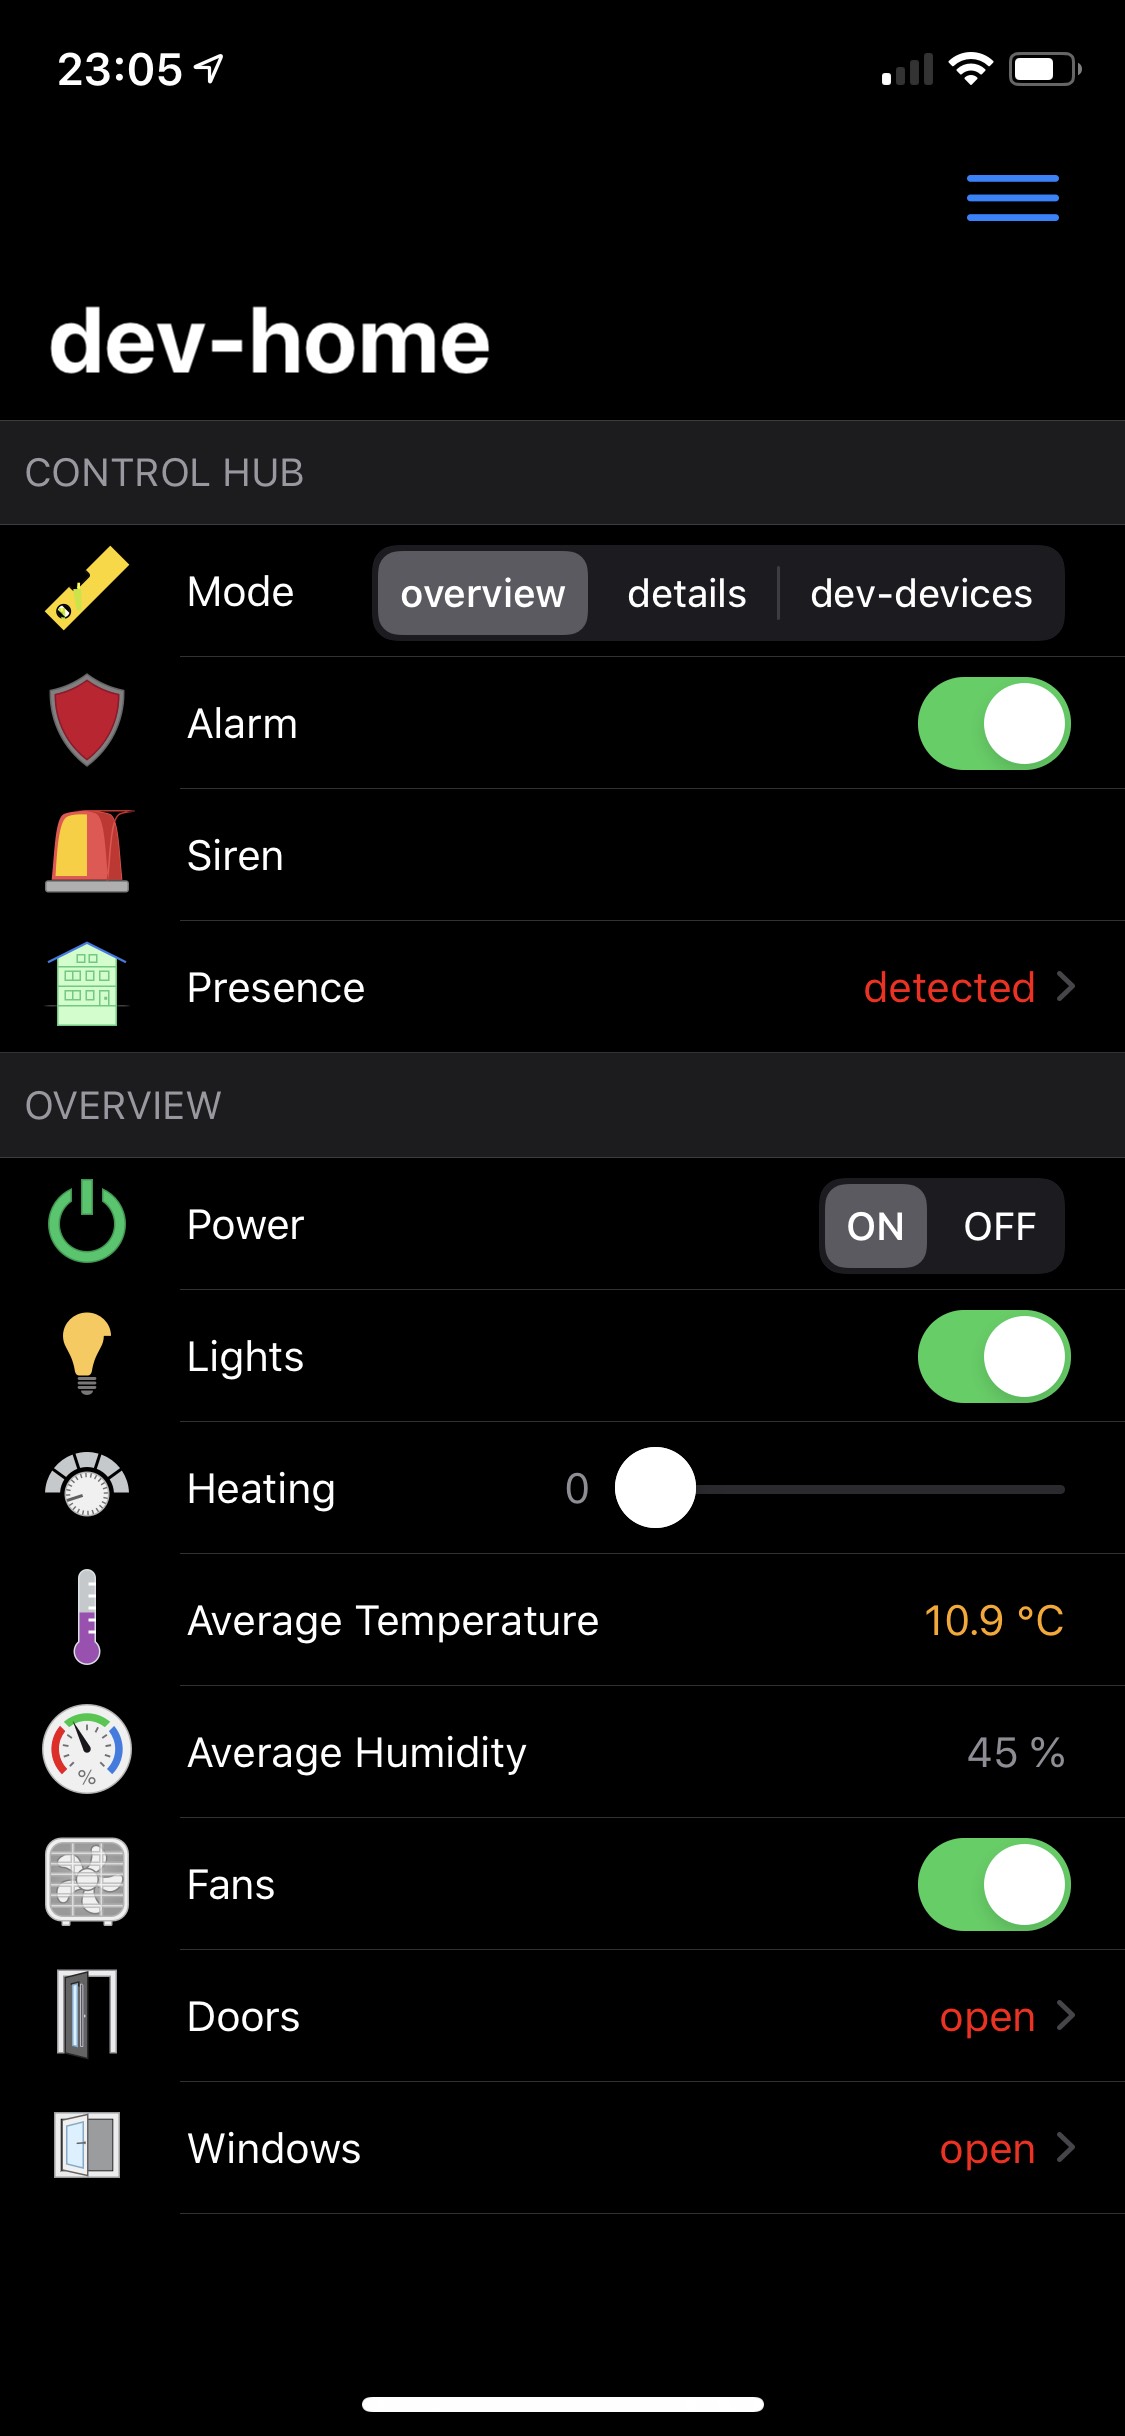 23:05
dev-home
CONTROL HUB
Mode overview details dev-devices
Alarm
Siren
Presence detected
OVERVIEW
Power ON OFF
Lights
Heating 0
Average Temperature 10.9 °C
%
Average Humidity 45 %
Fans
Doors open
Windows open